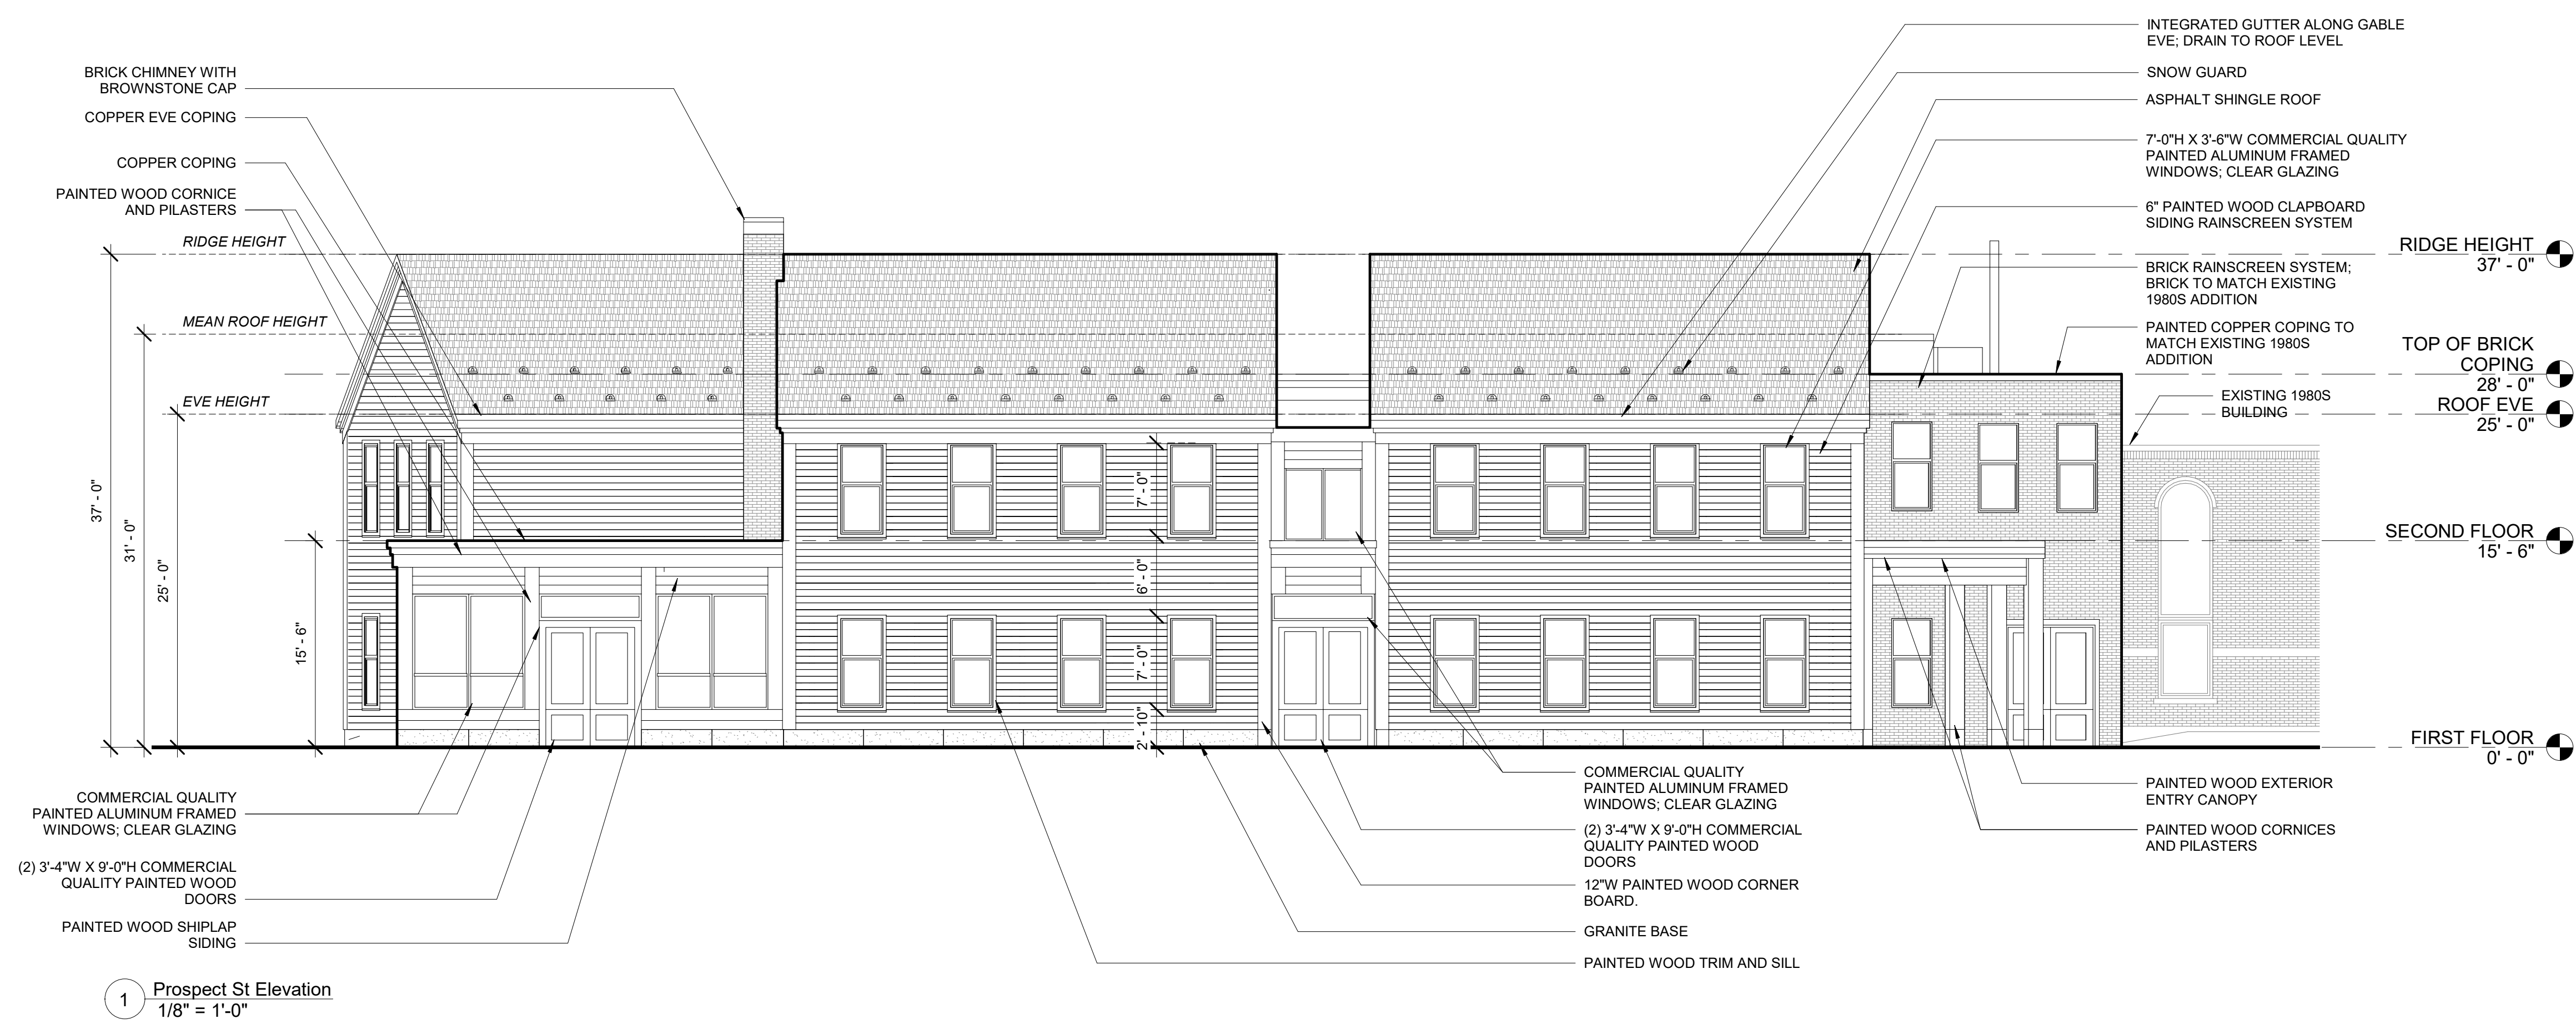 BRICK CHIMNEY WITH
BROWNSTONE CAP
COPPER EVE COPING
COPPER COPING
PAINTED WOOD CORNICE
AND PILASTERS
RIDGE HEIGHT
MEAN ROOF HEIGHT
EVE HEIGHT
37' - 0"
31' - 0"
25' - 0"
15' - 6"
7' - 0"
6' - 0"
7' - 0"
2' - 10"
INTEGRATED GUTTER ALONG GABLE
EVE; DRAIN TO ROOF LEVEL
SNOW GUARD
ASPHALT SHINGLE ROOF
7'-0"H X 3'-6"W COMMERCIAL QUALITY
PAINTED ALUMINUM FRAMED
WINDOWS; CLEAR GLAZING
6" PAINTED WOOD CLAPBOARD
SIDING RAINSCREEN SYSTEM
BRICK RAINSCREEN SYSTEM;
BRICK TO MATCH EXISTING
1980S ADDITION
PAINTED COPPER COPING TO
MATCH EXISTING 1980S
ADDITION
EXISTING 1980S
BUILDING
RIDGE HEIGHT
37' - 0"
TOP OF BRICK
COPING
28' - 0"
ROOF EVE
25' - 0"
SECOND FLOOR
15' - 6"
FIRST FLOOR
0' - 0"
COMMERCIAL QUALITY
PAINTED ALUMINUM FRAMED
WINDOWS; CLEAR GLAZING
(2) 3'-4"W X 9'-0"H COMMERCIAL
QUALITY PAINTED WOOD
DOORS
PAINTED WOOD SHIPLAP
SIDING
COMMERCIAL QUALITY
PAINTED ALUMINUM FRAMED
WINDOWS; CLEAR GLAZING
(2) 3'-4"W X 9'-0"H COMMERCIAL
QUALITY PAINTED WOOD
DOORS
12"W PAINTED WOOD CORNER
BOARD.
GRANITE BASE
PAINTED WOOD TRIM AND SILL
PAINTED WOOD EXTERIOR
ENTRY CANOPY
PAINTED WOOD CORNICES
AND PILASTERS
1
Prospect St Elevation
1/8" = 1'-0"